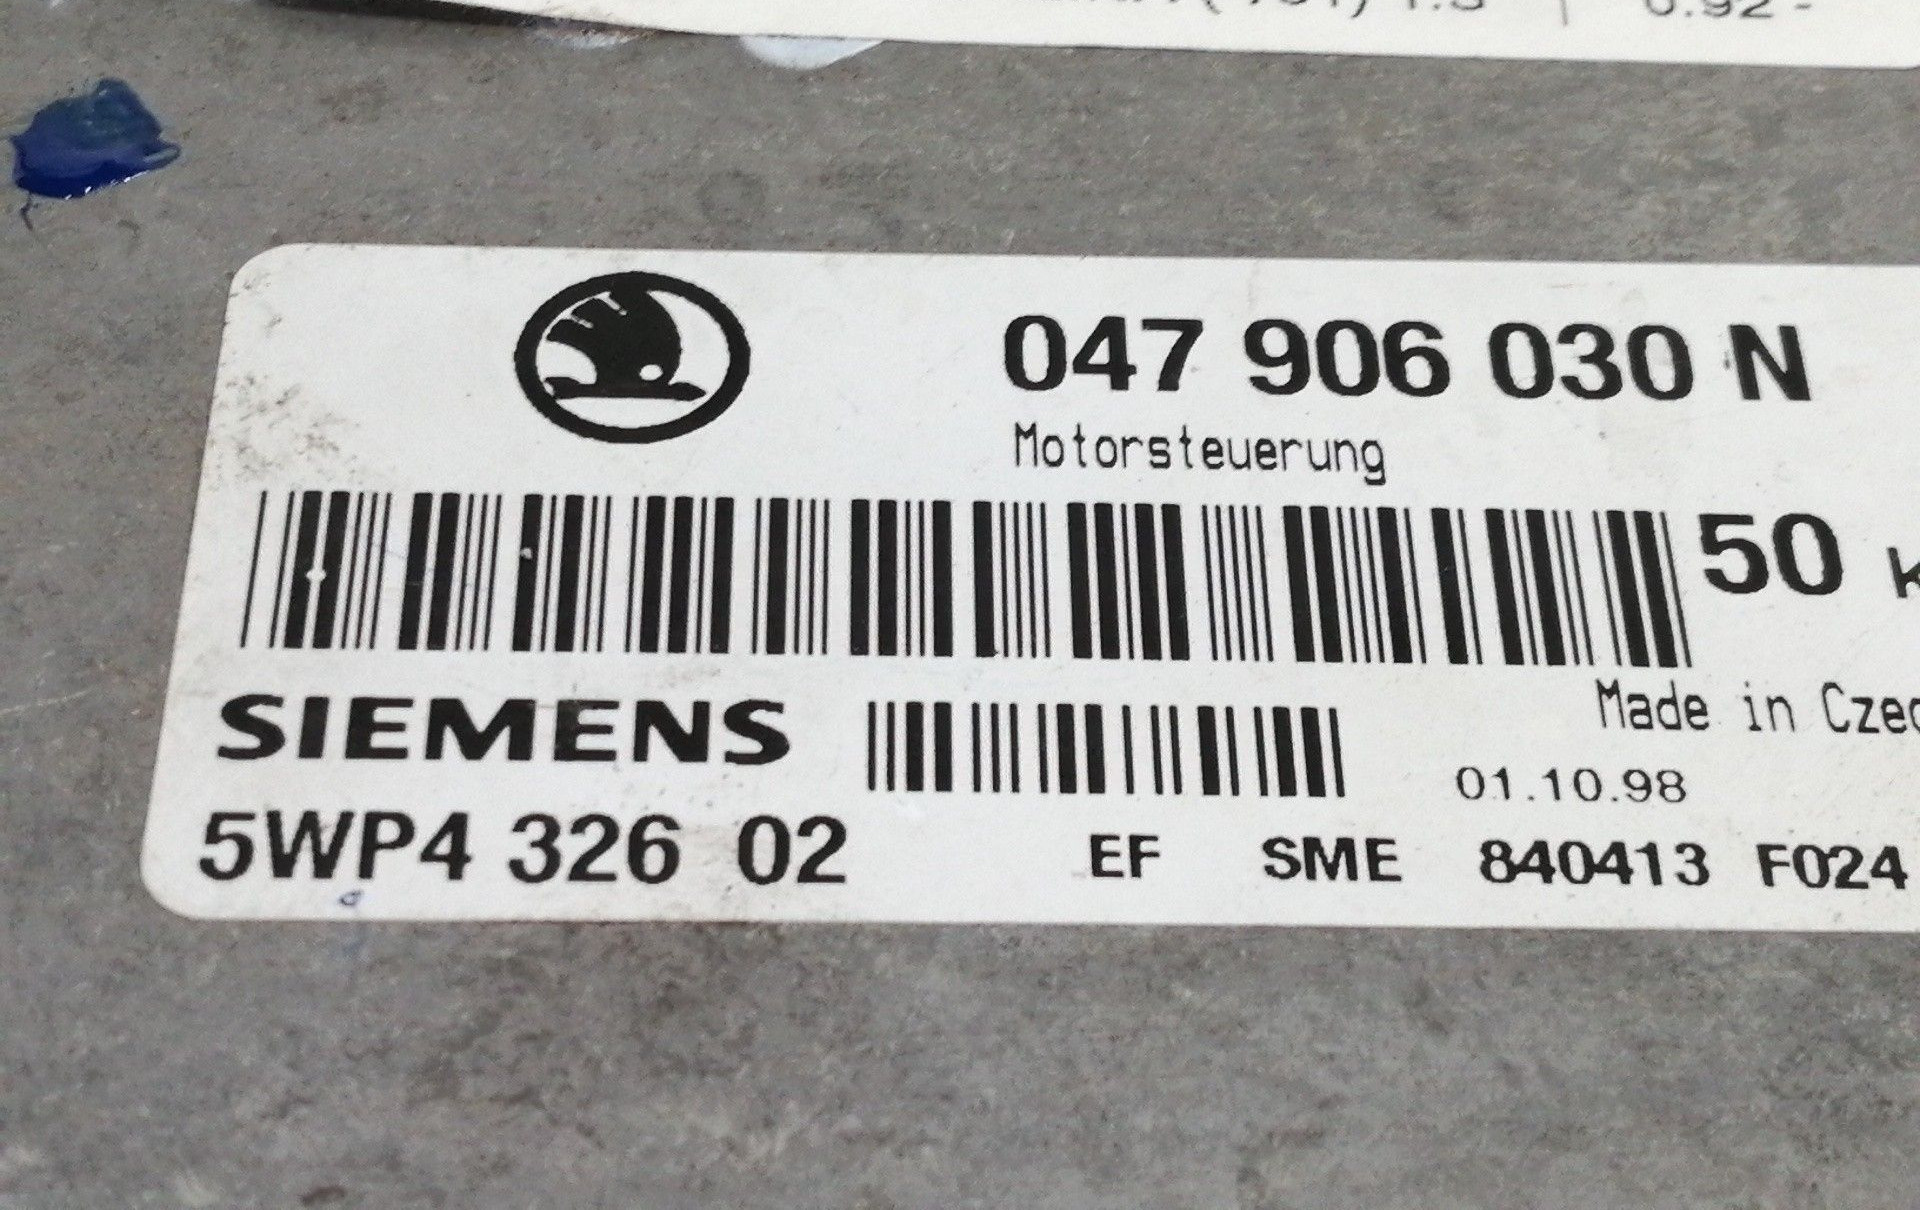 047 906 030 N
Motorsteuerung
50
Made in
SIEMENS
01.10.98
5WP4 326 02 EF SME 840413 F024